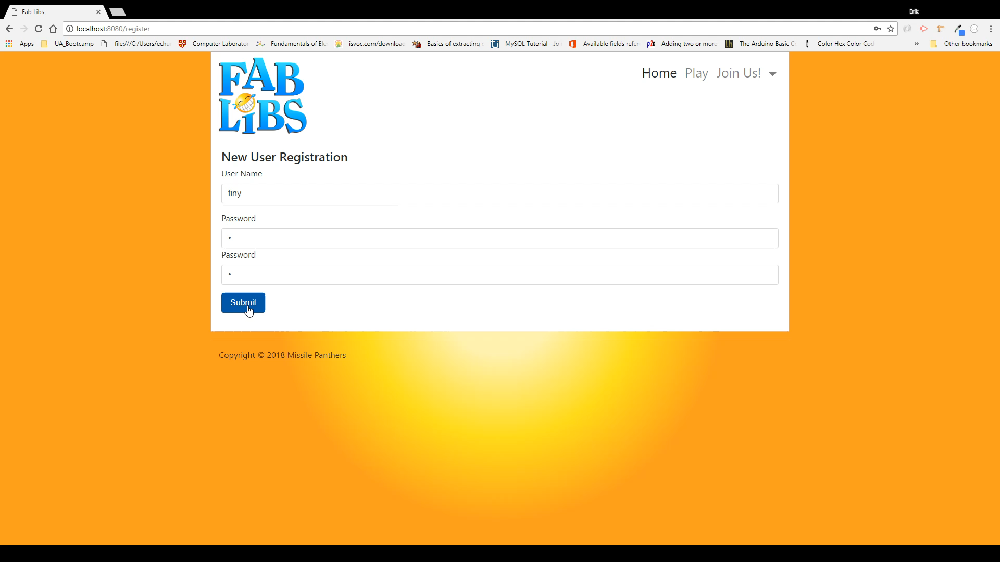 Fab Libs
Erik
localhost:8080/register
Apps
UA_Bootcamp
file:///C:/Users/echu
Computer Laborator
Fundamentals of Ele
isvoc.com/download
Basics of extracting
MySQL Tutorial - Joi
Available fields refer
p2n
Adding two or more
The Arduino Basic C
Color Hex Color Cod
»
Other bookmarks
FAB
LiBS
Home
Play
Join Us!
New User Registration
User Name
tiny
Password
•
Password
•
Submit
Copyright © 2018 Missile Panthers